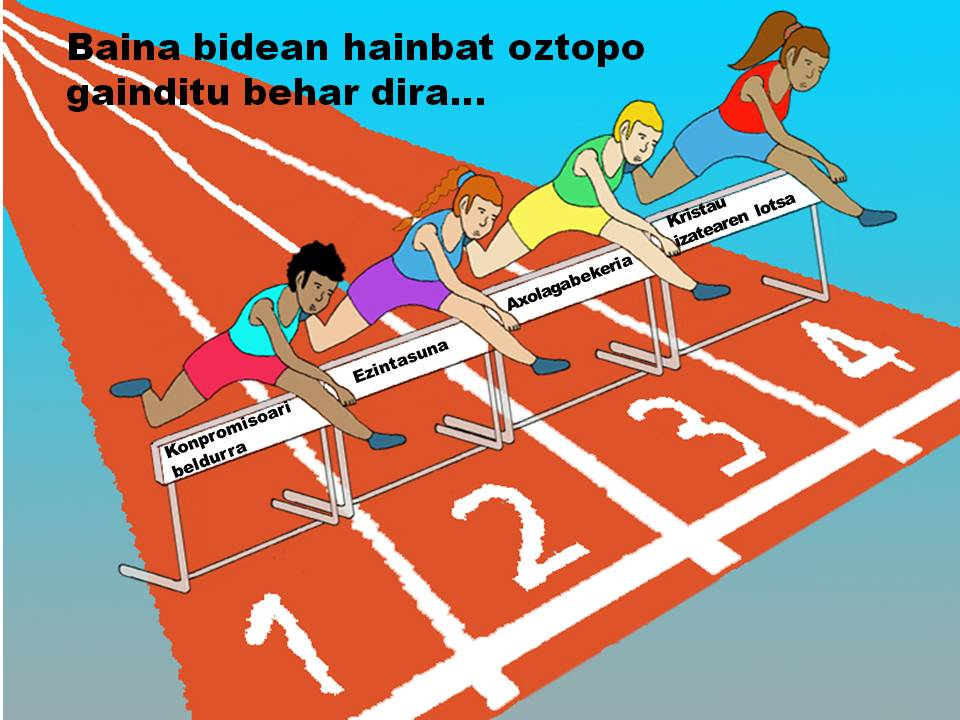 Baina bidean hainbat oztopo
gainditu behar dira...
Konpromisoari
beldurra
Ezintasuna
Axolagabekeria
Kristau
izatearen lotsa
1
2
3
4